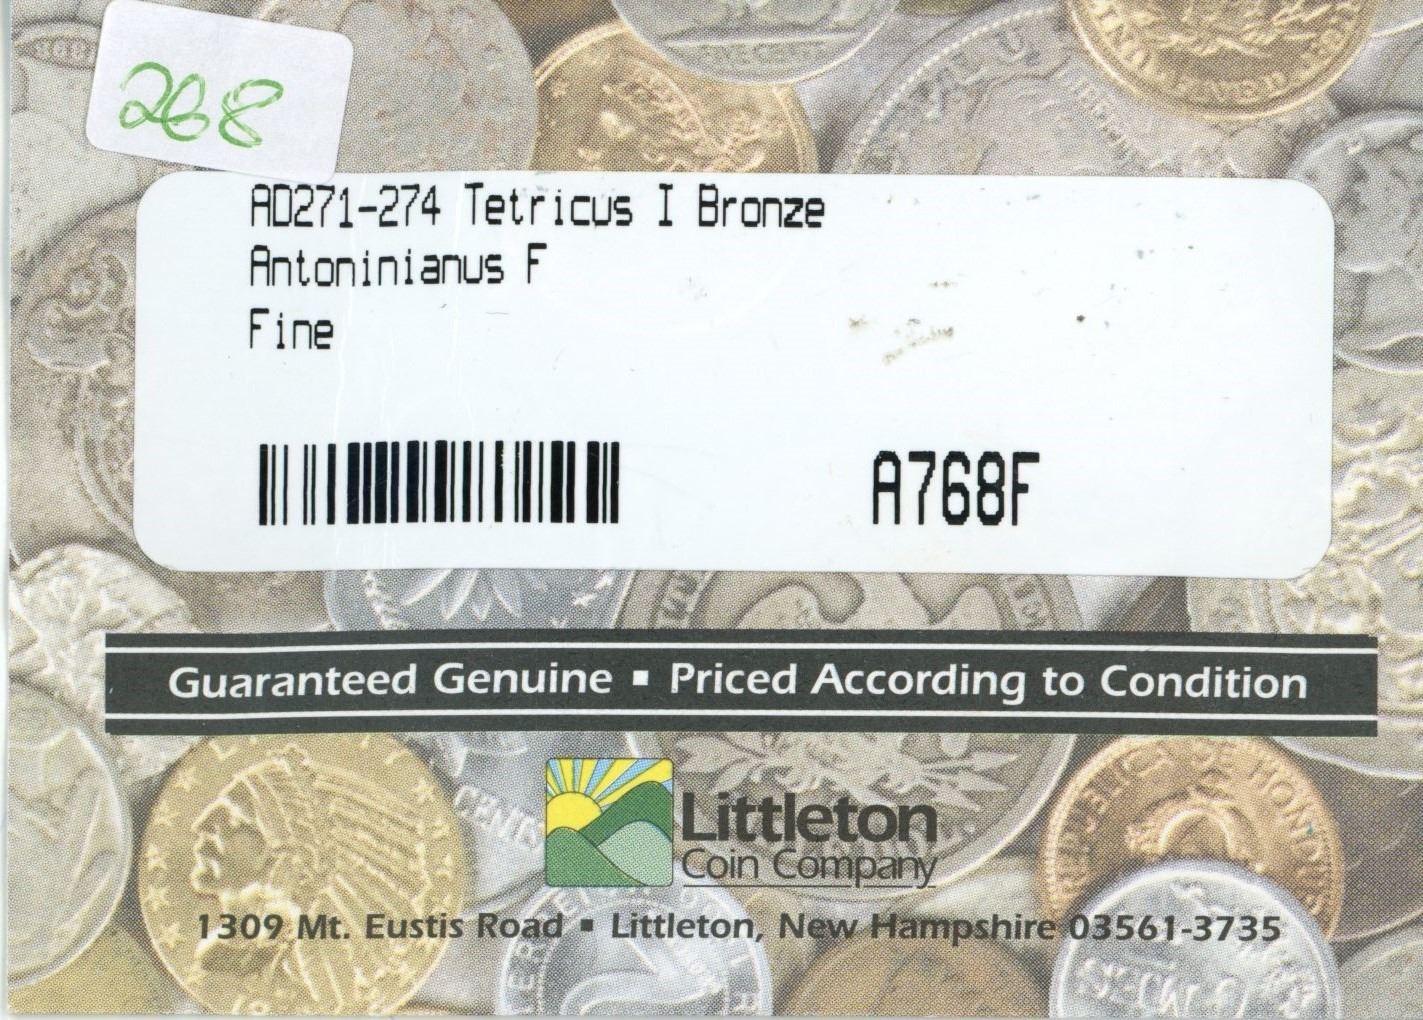 268
AD271-274 Tetricus I Bronze
Antoninianus F
Fine
A768F
Guaranteed Genuine ▪ Priced According to Condition
Littleton
Coin Company
1309 Mt. Eustis Road ▪ Littleton, New Hampshire 03561-3735
CENTS